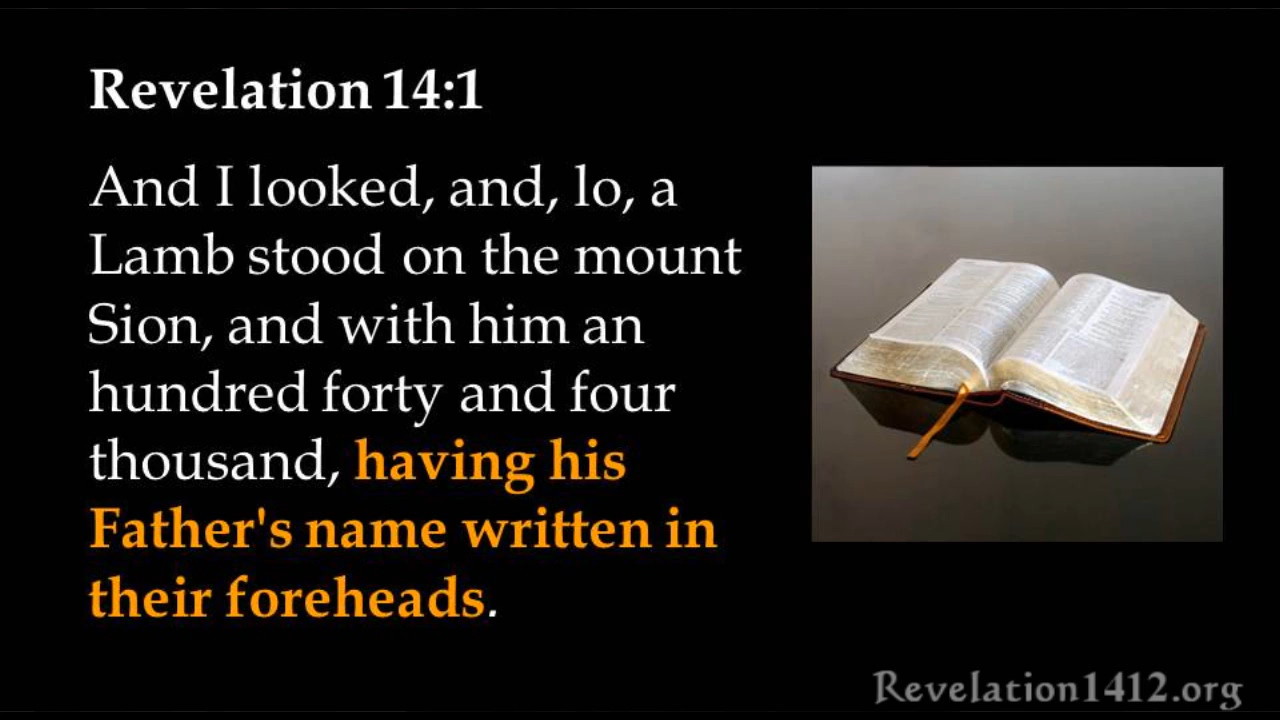 Revelation 14:1
And I looked, and, lo, a
Lamb stood on the mount
Sion, and with him an
hundred forty and four
thousand, having his
Father's name written in
their foreheads.
Revelation1412.org